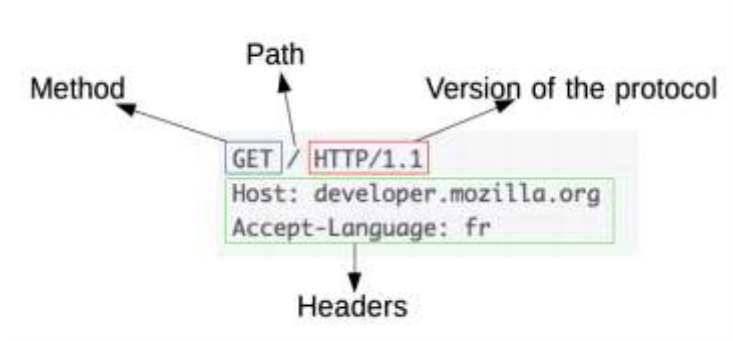 Path
Method
Version of the protocol
GET / HTTP/1.1
Host: developer.mozilla.org
Accept-Language: fr
Headers